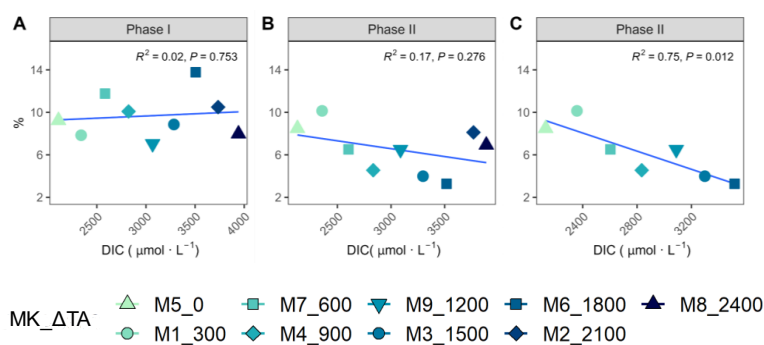 A
Phase I
R² = 0.02, P = 0.753
%
14
10
6
2
2500
3000
3500
4000
DIC ( μmol · L⁻¹)
B
Phase II
R² = 0.17, P = 0.276
14
10
6
2
2500
3000
3500
DIC( μmol · L⁻¹)
C
Phase II
R² = 0.75, P = 0.012
14
10
6
2
2400
2800
3200
DIC ( μmol · L⁻¹)
MK_ΔTA
M5_0 M7_600 M9_1200 M6_1800 M8_2400
M1_300 M4_900 M3_1500 M2_2100